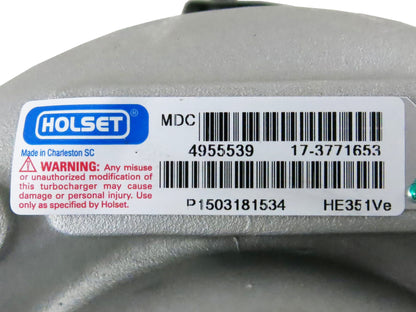 HOLSET®
MDC
4955539 17-3771653
Made in Charleston SC
WARNING: Any misuse
or unauthorized modification of
this turbocharger may cause
damage or personal injury. Use
only as specified by Holset.
P1503181534 HE351Ve